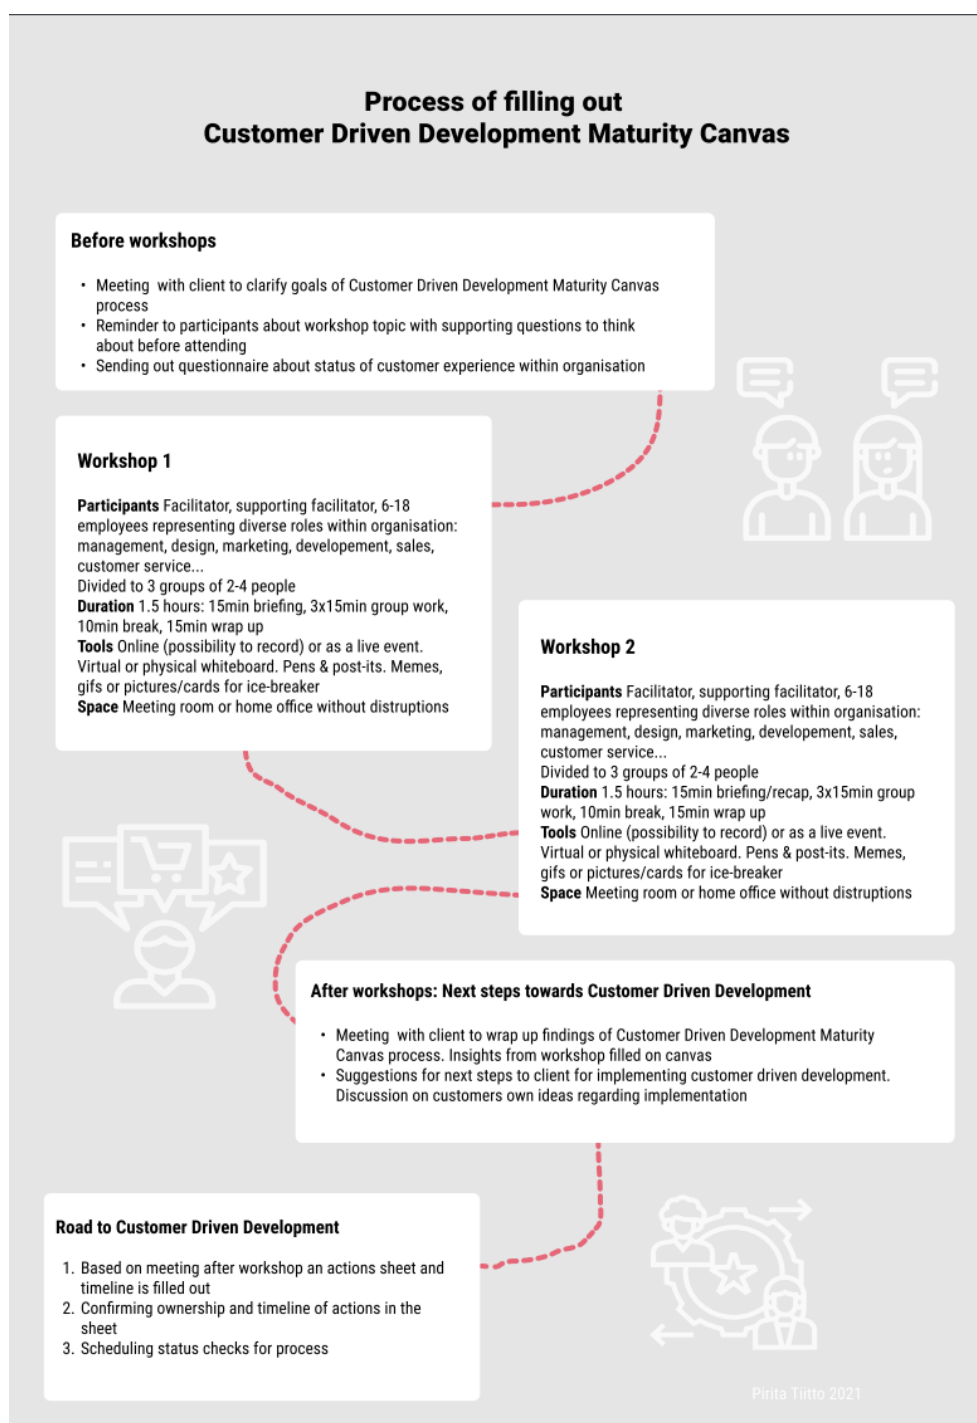 Process of filling out
Customer Driven Development Maturity Canvas
Before workshops
• Meeting with client to clarify goals of Customer Driven Development Maturity Canvas
process
• Reminder to participants about workshop topic with supporting questions to think
about before attending
• Sending out questionnaire about status of customer experience within organisation
Workshop 1
Participants Facilitator, supporting facilitator, 6-18
employees representing diverse roles within organisation:
management, design, marketing, developement, sales,
customer service...
Divided to 3 groups of 2-4 people
Duration 1.5 hours: 15min briefing, 3x15min group work,
10min break, 15min wrap up
Tools Online (possibility to record) or as a live event.
Virtual or physical whiteboard. Pens & post-its. Memes,
gifs or pictures/cards for ice-breaker
Space Meeting room or home office without distruptions
Workshop 2
Participants Facilitator, supporting facilitator, 6-18
employees representing diverse roles within organisation:
management, design, marketing, developement, sales,
customer service...
Divided to 3 groups of 2-4 people
Duration 1.5 hours: 15min briefing/recap, 3x15min group
work, 10min break, 15min wrap up
Tools Online (possibility to record) or as a live event.
Virtual or physical whiteboard. Pens & post-its. Memes,
gifs or pictures/cards for ice-breaker
Space Meeting room or home office without distruptions
After workshops: Next steps towards Customer Driven Development
• Meeting with client to wrap up findings of Customer Driven Development Maturity
Canvas process. Insights from workshop filled on canvas
• Suggestions for next steps to client for implementing customer driven development.
Discussion on customers own ideas regarding implementation
Road to Customer Driven Development
1. Based on meeting after workshop an actions sheet and
timeline is filled out
2. Confirming ownership and timeline of actions in the
sheet
3. Scheduling status checks for process
Pirita Tiitto 2021